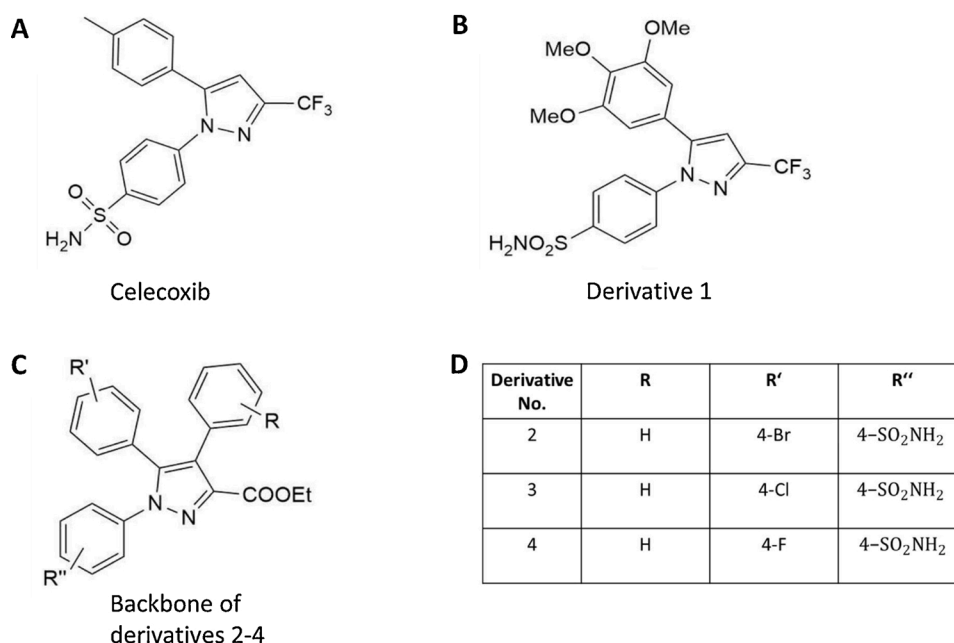 A
CF₃
N
N
O
S
O
H₂N
Celecoxib
B
OMe
MeO
MeO
CF₃
N
N
H₂NO₂S
Derivative 1
C
R'
R
COOEt
N
N
R"
Backbone of
derivatives 2-4
D
Derivative No. R R‘ R‘‘
2 H 4-Br 4−SO₂NH₂
3 H 4-Cl 4−SO₂NH₂
4 H 4-F 4−SO₂NH₂